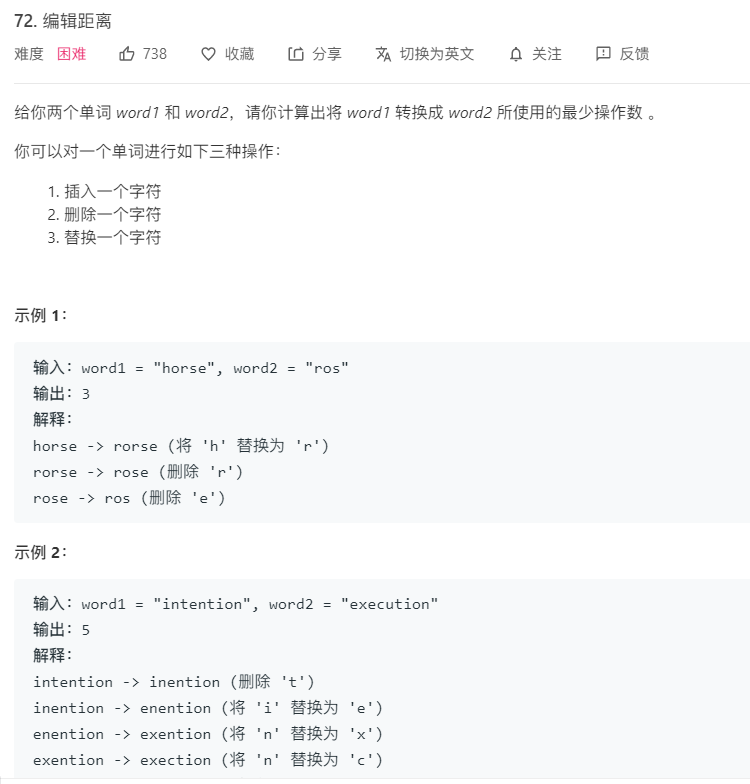 72. 编辑距离
难度 困难 738 收藏 分享 切换为英文 关注 反馈
给你两个单词 word1 和 word2，请你计算出将 word1 转换成 word2 所使用的最少操作数 。
你可以对一个单词进行如下三种操作：
1. 插入一个字符
2. 删除一个字符
3. 替换一个字符
示例 1：
输入：word1 = "horse", word2 = "ros"
输出：3
解释：
horse -> rorse (将 'h' 替换为 'r')
rorse -> rose (删除 'r')
rose -> ros (删除 'e')
示例 2：
输入：word1 = "intention", word2 = "execution"
输出：5
解释：
intention -> inention (删除 't')
inention -> enention (将 'i' 替换为 'e')
enention -> exention (将 'n' 替换为 'x')
exention -> exection (将 'n' 替换为 'c')